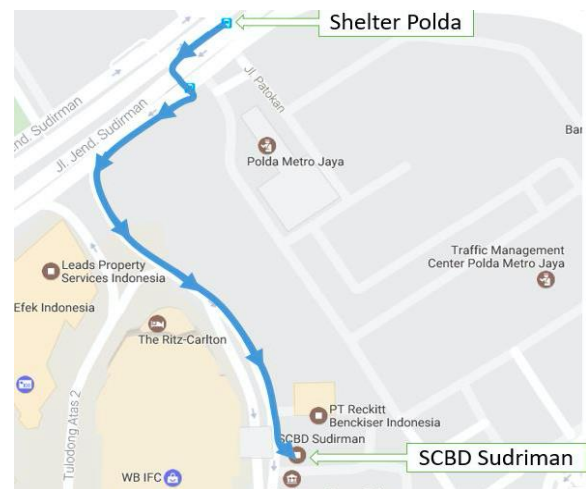 Shelter Polda
Jl. Patokan
end. Sudirman
Jl. Jend. Sudirman
Ban
Polda Metro Jaya
Traffic Management
Center Polda Metro Jaya
Leads Property
Services Indonesia
Efek Indonesia
The Ritz-Carlton
PT Reckitt
Benckiser Indonesia
Tulodong Atas 2
SCBD Sudirman
SCBD Sudriman
WB IFC